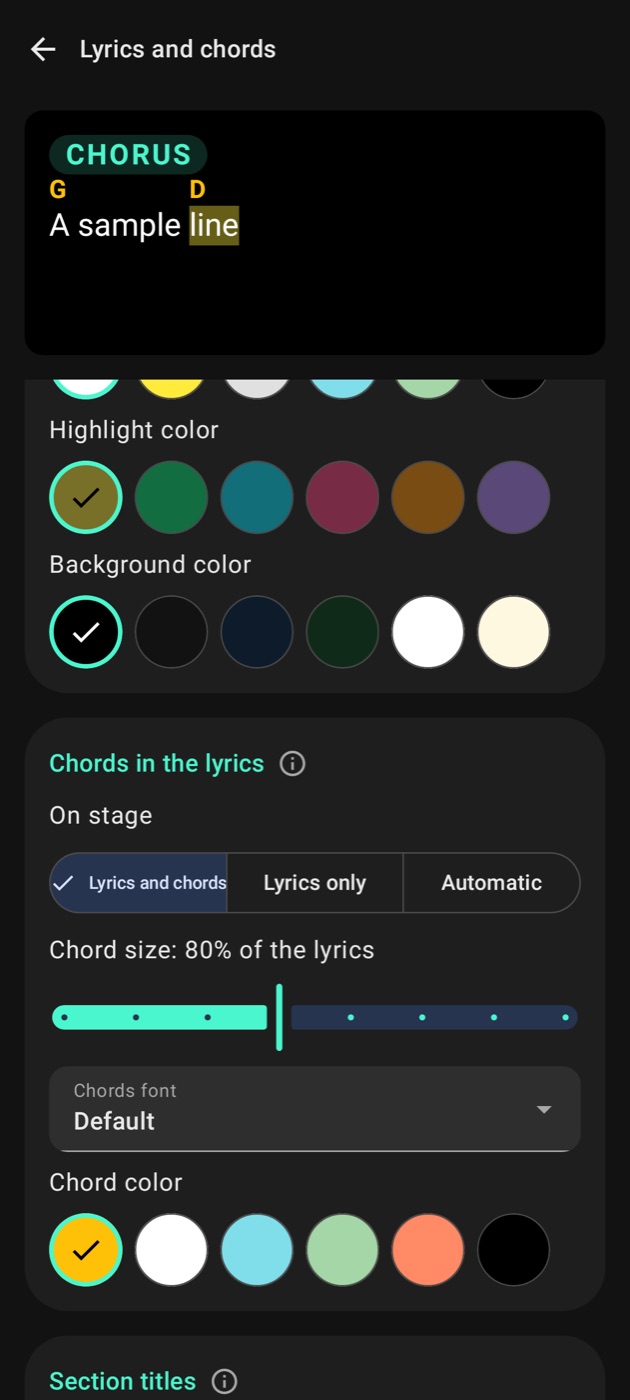 Lyrics and chords
CHORUS
G D
A sample line
Highlight color
Background color
Chords in the lyrics
On stage
Lyrics and chords Lyrics only Automatic
Chord size: 80% of the lyrics
Chords font
Default
Chord color
Section titles